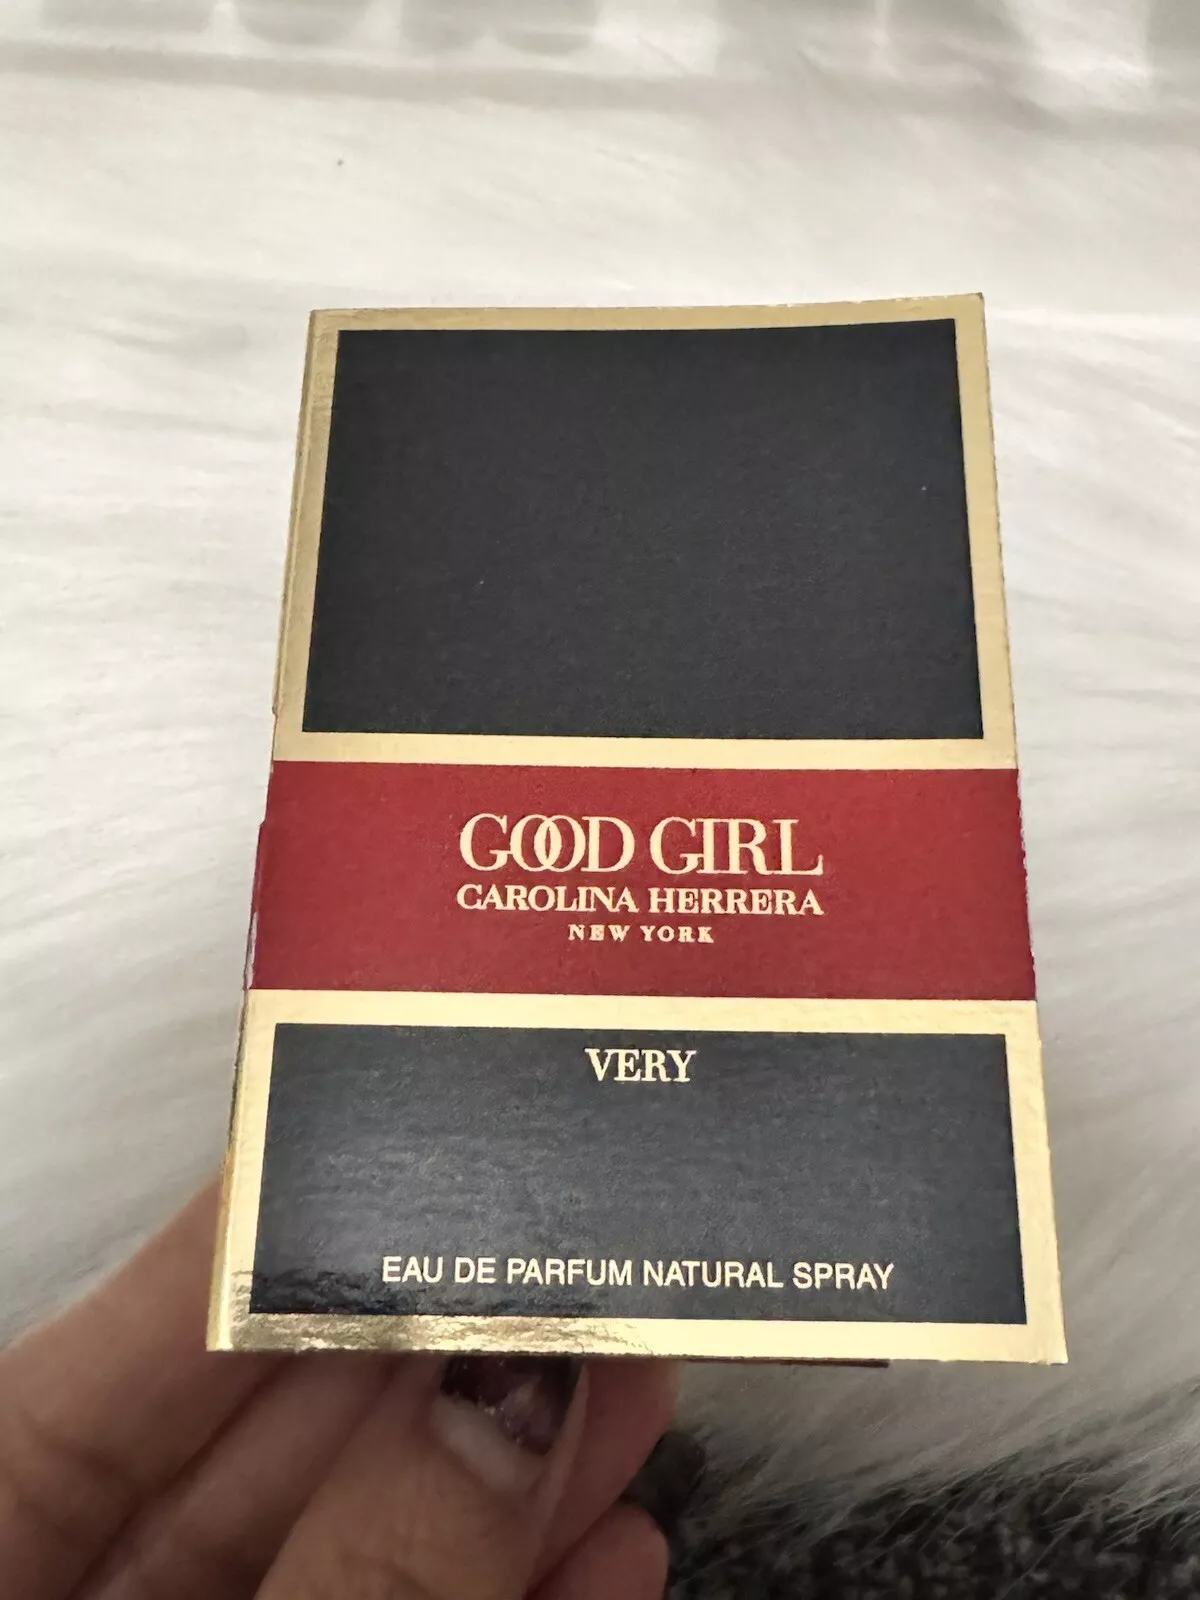 GOOD GIRL
CAROLINA HERRERA
NEW YORK
VERY
EAU DE PARFUM NATURAL SPRAY